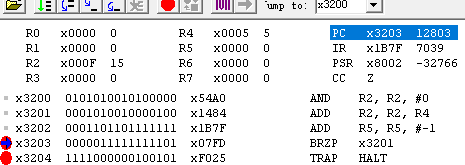 Jump to: x3200
R0 x0000 0 R4 x0005 5 PC x3203 12803
R1 x0000 0 R5 x0000 0 IR x1B7F 7039
R2 x000F 15 R6 x0000 0 PSR x8002 -32766
R3 x0000 0 R7 x0000 0 CC Z
x3200 0101010010100000 x54A0 AND R2, R2, #0
x3201 0001010010000100 x1484 ADD R2, R2, R4
x3202 0001101101111111 x1B7F ADD R5, R5, #-1
x3203 0000011111111101 x07FD BRZP x3201
x3204 1111000000100101 xF025 TRAP HALT